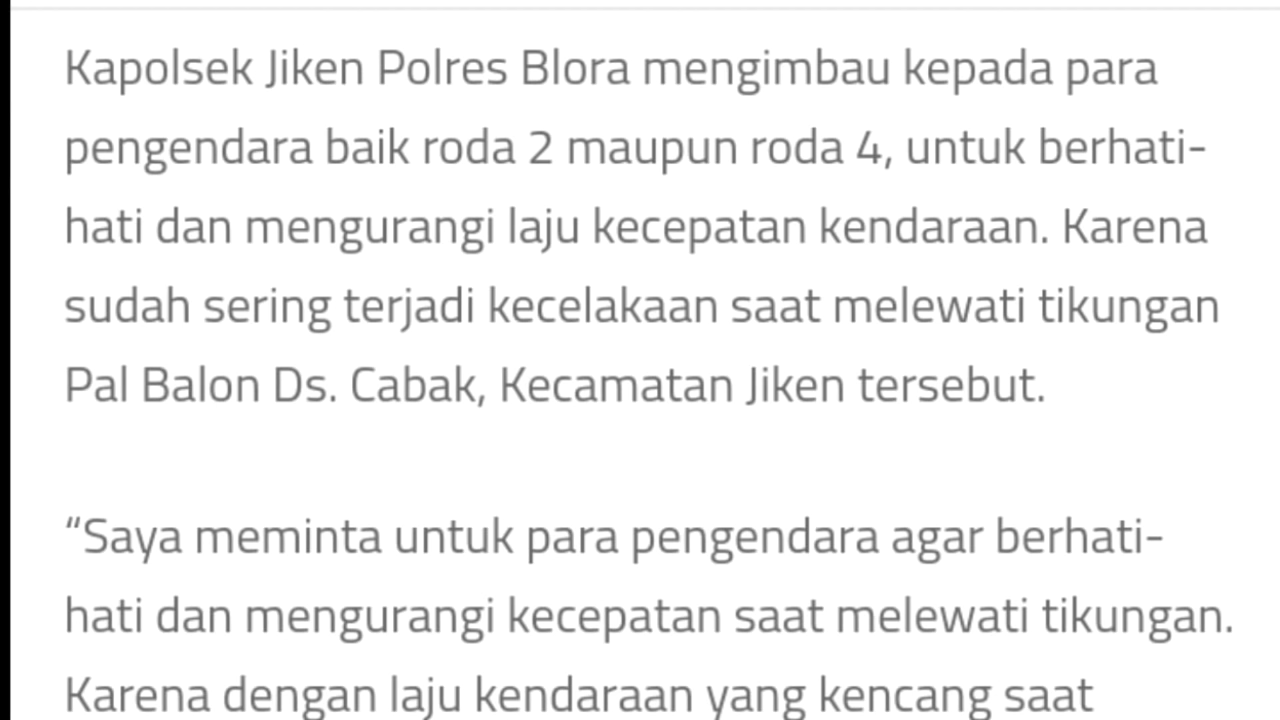 Kapolsek Jiken Polres Blora mengimbau kepada para
pengendara baik roda 2 maupun roda 4, untuk berhati-
hati dan mengurangi laju kecepatan kendaraan. Karena
sudah sering terjadi kecelakaan saat melewati tikungan
Pal Balon Ds. Cabak, Kecamatan Jiken tersebut.
“Saya meminta untuk para pengendara agar berhati-
hati dan mengurangi kecepatan saat melewati tikungan.
Karena dengan laju kendaraan yang kencang saat